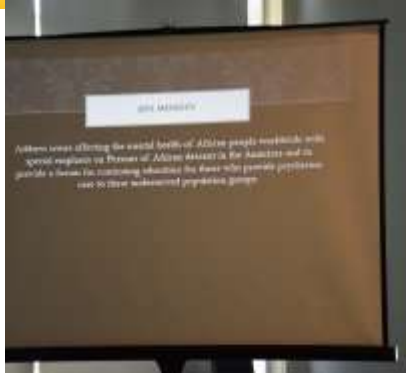 Address issues affecting the mental health of African people worldwide with
special emphasis on Persons of African descent in the Americas and to
provide a forum for continuing education for those who provide psychiatric
care to these underserved population groups